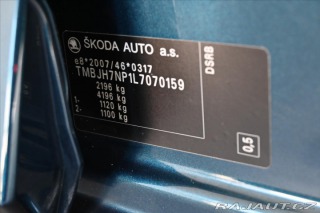 ŠKODA AUTO a.s.
e8*2007/46*0317
TMBJH7NP1L7070159
2196 kg
4196 kg
1- 1120 kg
2- 1100 kg
DSRB
0,5
RAJAUT.CZ